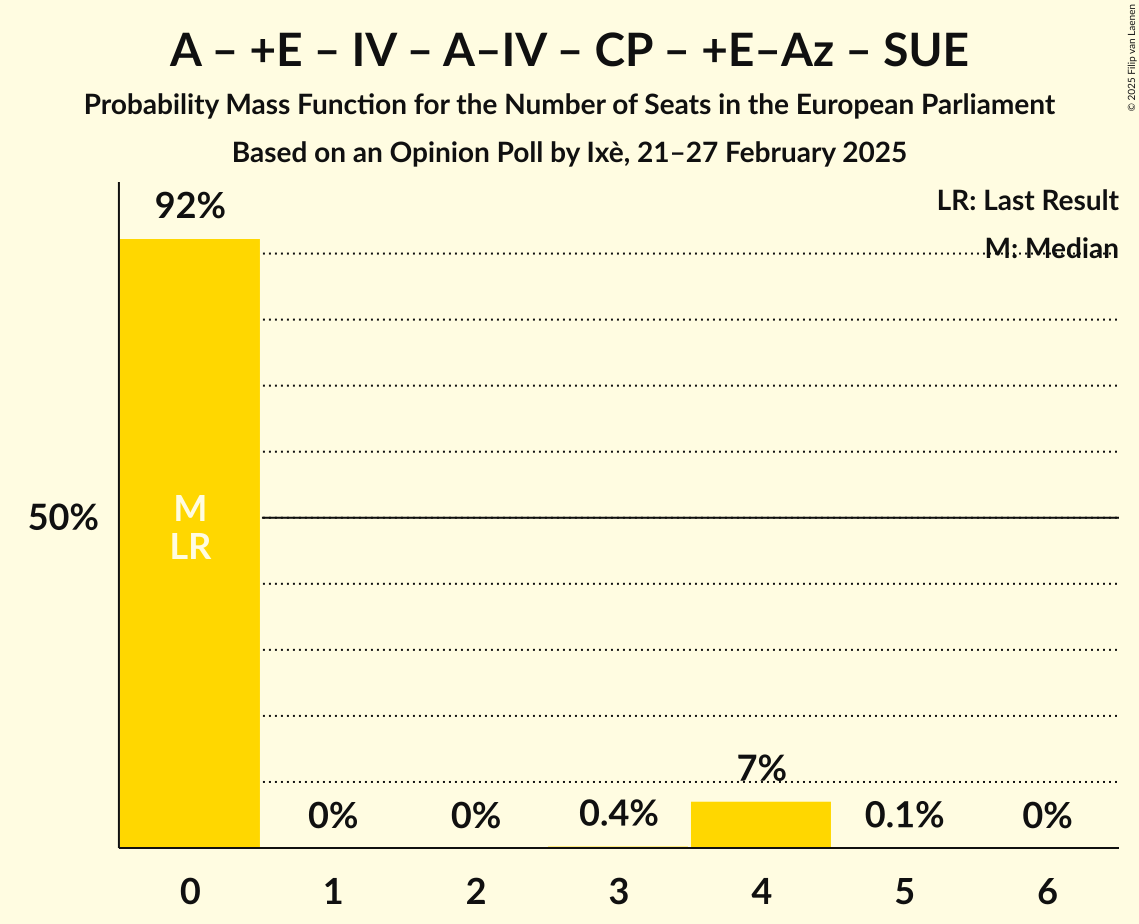 A – +E – IV – A–IV – CP – +E–Az – SUE
Probability Mass Function for the Number of Seats in the European Parliament
Based on an Opinion Poll by Ixè, 21–27 February 2025
© 2025 Filip van Laenen
LR: Last Result
M: Median
92%
M
LR
50%
0%
0%
0.4%
7%
0.1%
0%
0 1 2 3 4 5 6